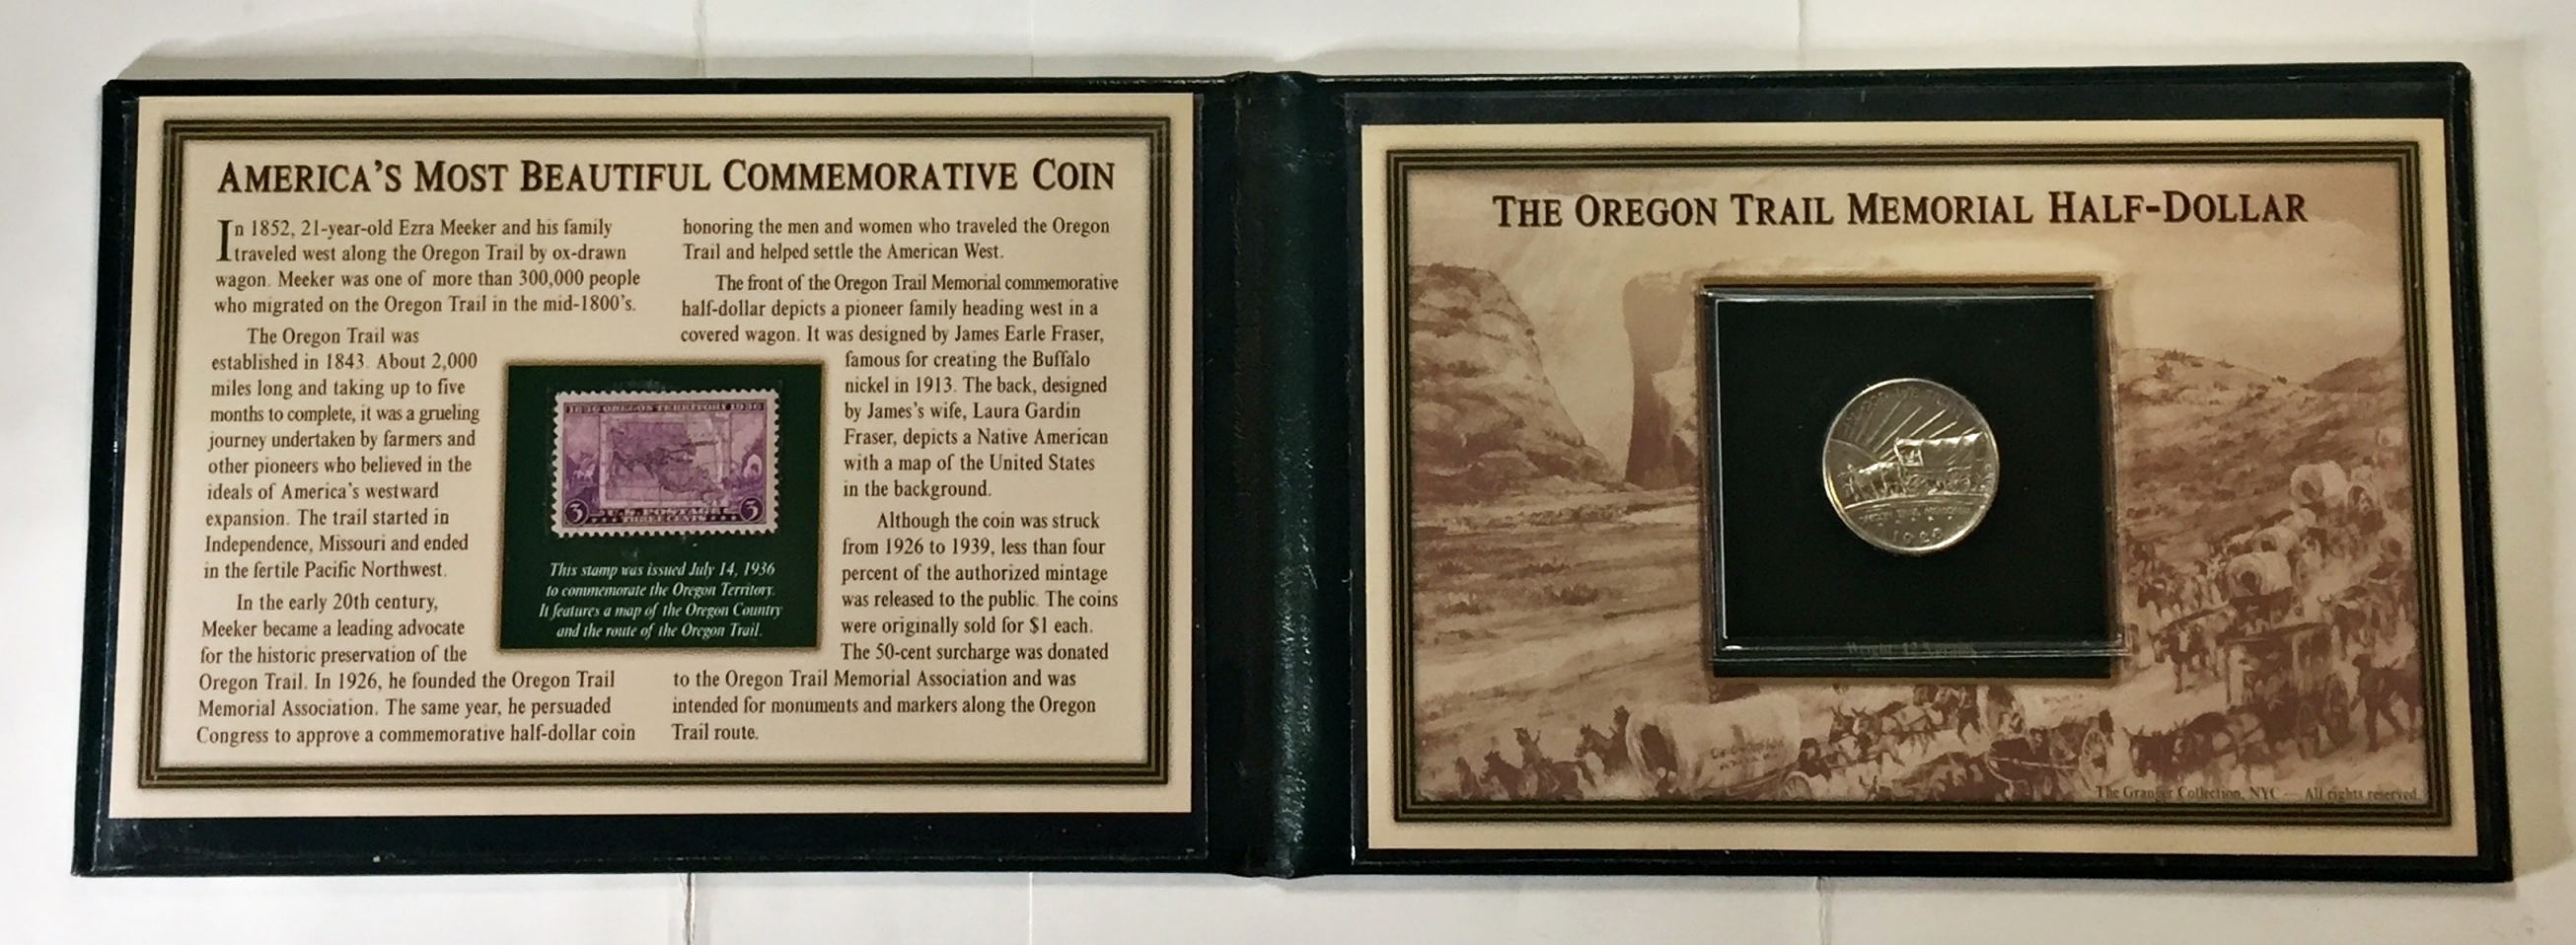 AMERICA'S MOST BEAUTIFUL COMMEMORATIVE COIN
In 1852, 21-year-old Ezra Meeker and his family
traveled west along the Oregon Trail by ox-drawn
wagon. Meeker was one of more than 300,000 people
who migrated on the Oregon Trail in the mid-1800's.
The Oregon Trail was
established in 1843. About 2,000
miles long and taking up to five
months to complete, it was a grueling
journey undertaken by farmers and
other pioneers who believed in the
ideals of America's westward
expansion. The trail started in
Independence, Missouri and ended
in the fertile Pacific Northwest.
In the early 20th century,
Meeker became a leading advocate
for the historic preservation of the
Oregon Trail. In 1926, he founded the Oregon Trail
Memorial Association. The same year, he persuaded
Congress to approve a commemorative half-dollar coin
honoring the men and women who traveled the Oregon
Trail and helped settle the American West.
The front of the Oregon Trail Memorial commemorative
half-dollar depicts a pioneer family heading west in a
covered wagon. It was designed by James Earle Fraser,
famous for creating the Buffalo
nickel in 1913. The back, designed
by James's wife, Laura Gardin
Fraser, depicts a Native American
with a map of the United States
in the background.
Although the coin was struck
from 1926 to 1939, less than four
percent of the authorized mintage
was released to the public. The coins
were originally sold for $1 each.
The 50-cent surcharge was donated
to the Oregon Trail Memorial Association and was
intended for monuments and markers along the Oregon
Trail route.
1836 OREGON TERRITORY 1936
3 U.S. POSTAGE 3
THREE CENTS
This stamp was issued July 14, 1936
to commemorate the Oregon Territory.
It features a map of the Oregon Country
and the route of the Oregon Trail.
THE OREGON TRAIL MEMORIAL HALF-DOLLAR
IN GOD WE TRUST
OREGON TRAIL MEMORIAL
The Granger Collection, NYC — All rights reserved.